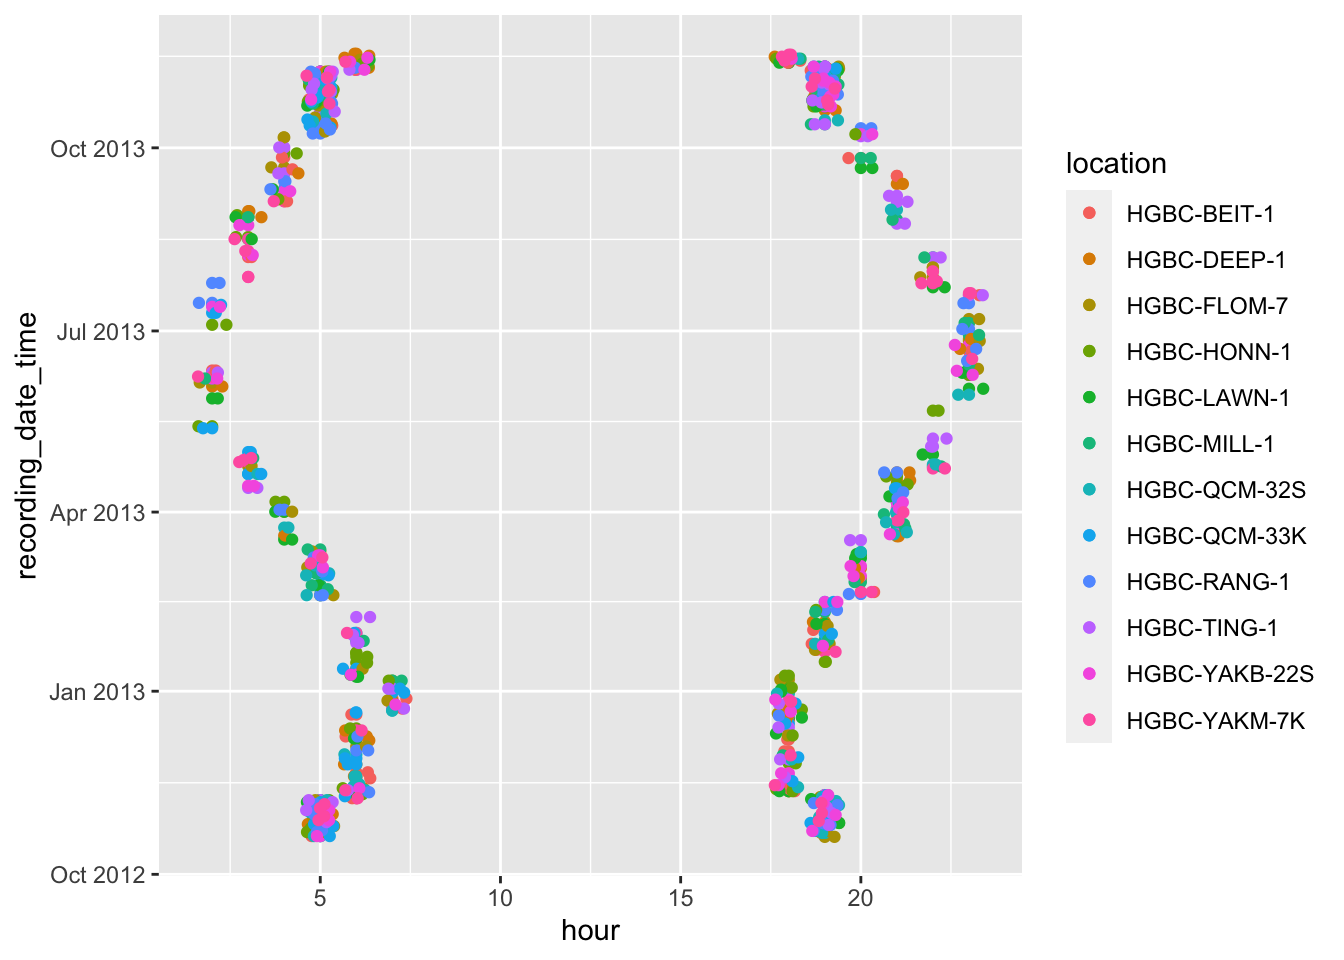 recording_date_time
Oct 2013
Jul 2013
Apr 2013
Jan 2013
Oct 2012
5
10
15
20
hour
location
HGBC-BEIT-1
HGBC-DEEP-1
HGBC-FLOM-7
HGBC-HONN-1
HGBC-LAWN-1
HGBC-MILL-1
HGBC-QCM-32S
HGBC-QCM-33K
HGBC-RANG-1
HGBC-TING-1
HGBC-YAKB-22S
HGBC-YAKM-7K